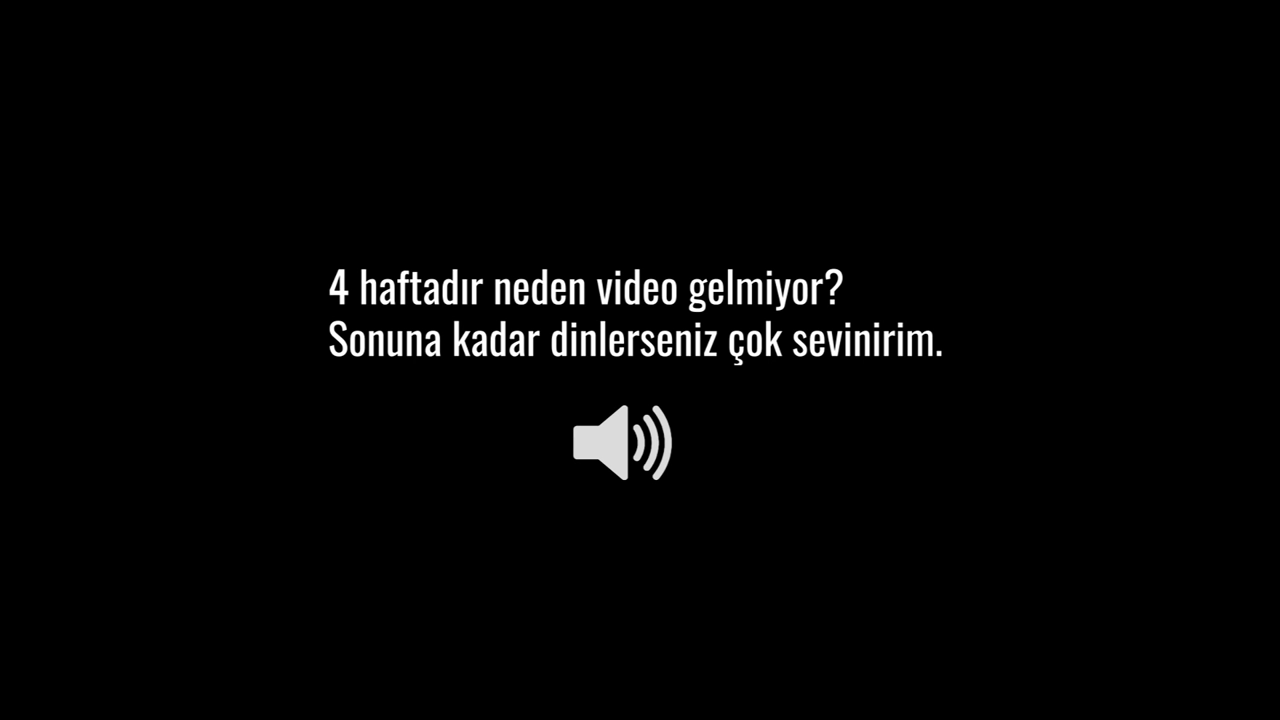 4 haftadır neden video gelmiyor?
Sonuna kadar dinlerseniz çok sevinirim.